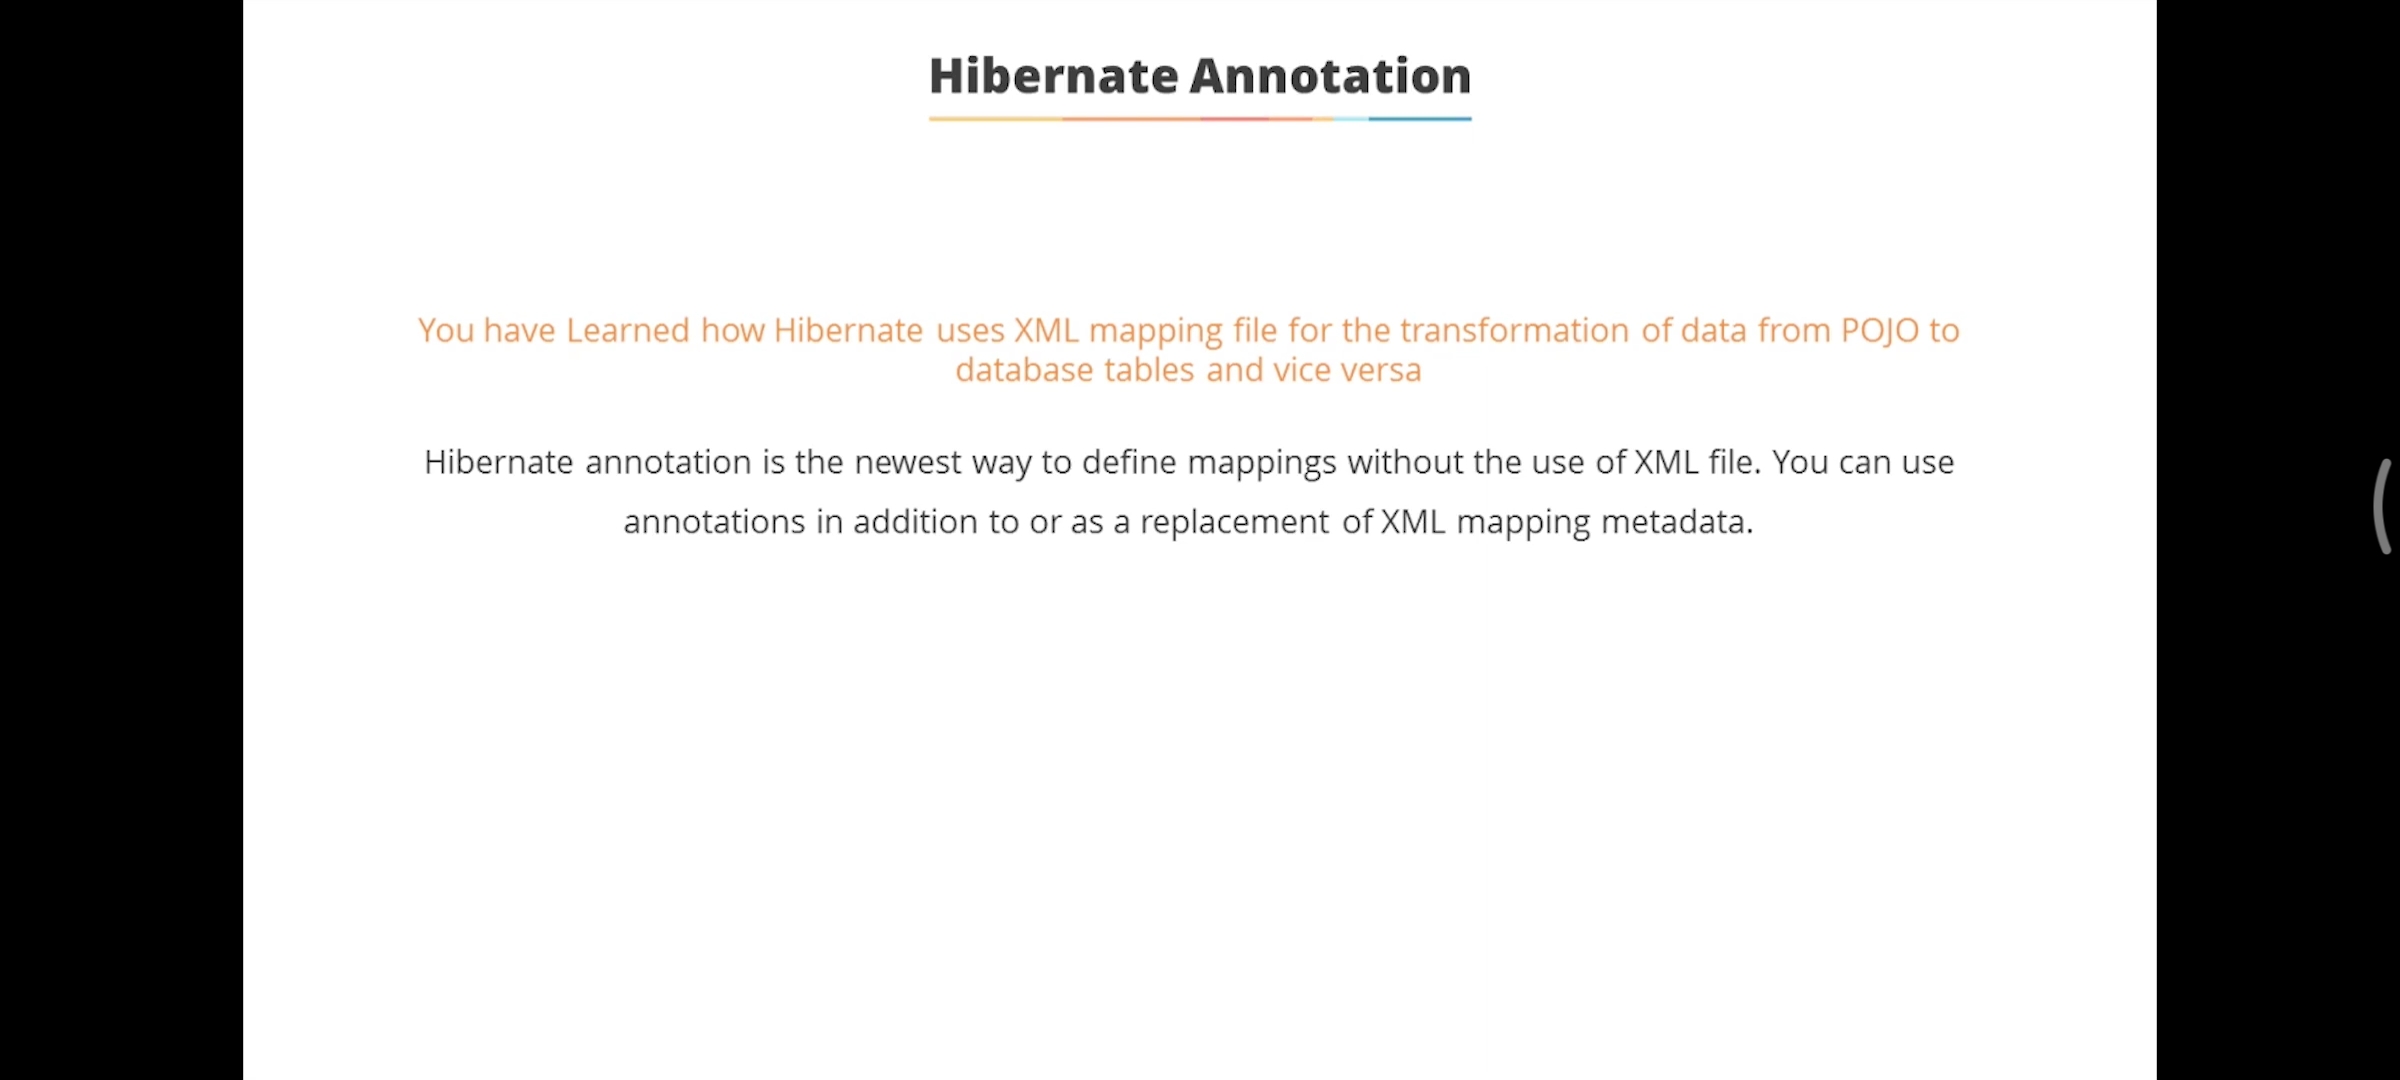 Hibernate Annotation
You have Learned how Hibernate uses XML mapping file for the transformation of data from POJO to
database tables and vice versa
Hibernate annotation is the newest way to define mappings without the use of XML file. You can use
annotations in addition to or as a replacement of XML mapping metadata.